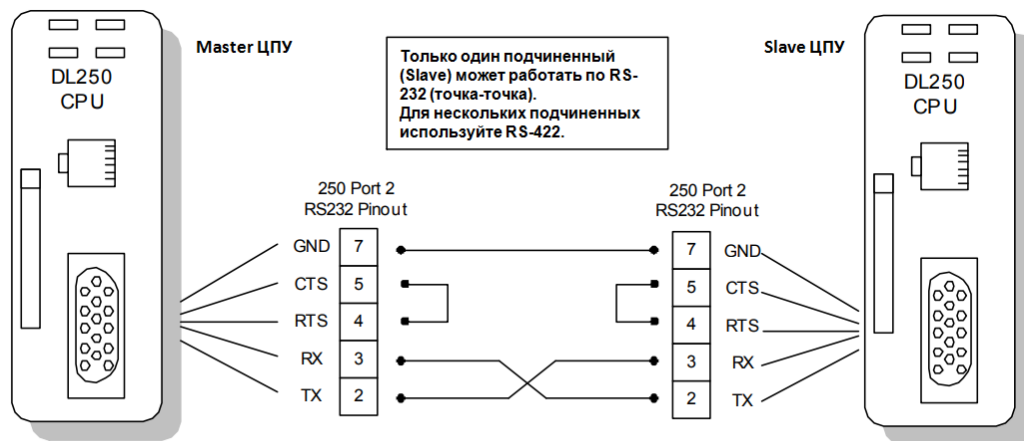 Master ЦПУ
DL250
CPU
Только один подчиненный
(Slave) может работать по RS-
232 (точка-точка).
Для нескольких подчиненных
используйте RS-422.
Slave ЦПУ
DL250
CPU
250 Port 2
RS232 Pinout
GND 7
CTS 5
RTS 4
RX 3
TX 2
250 Port 2
RS232 Pinout
7 GND
5 CTS
4 RTS
3 RX
2 TX